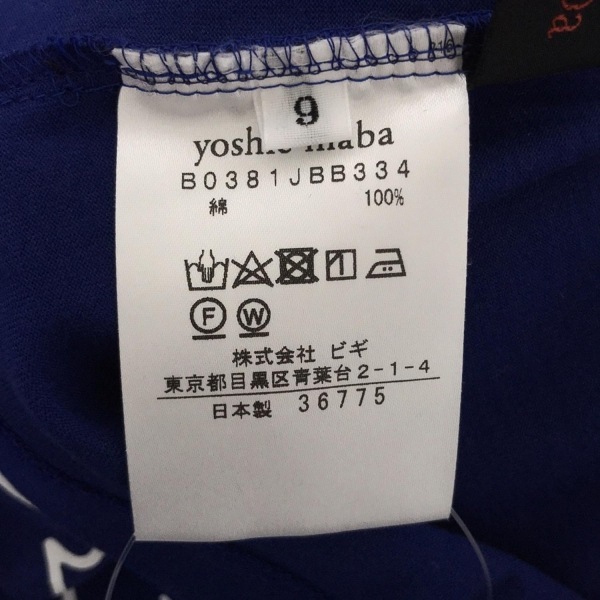 9
yoshie inaba
B0381JBB334
綿 100%
F W
株式会社 ビギ
東京都目黒区青葉台2-1-4
日本製 36775